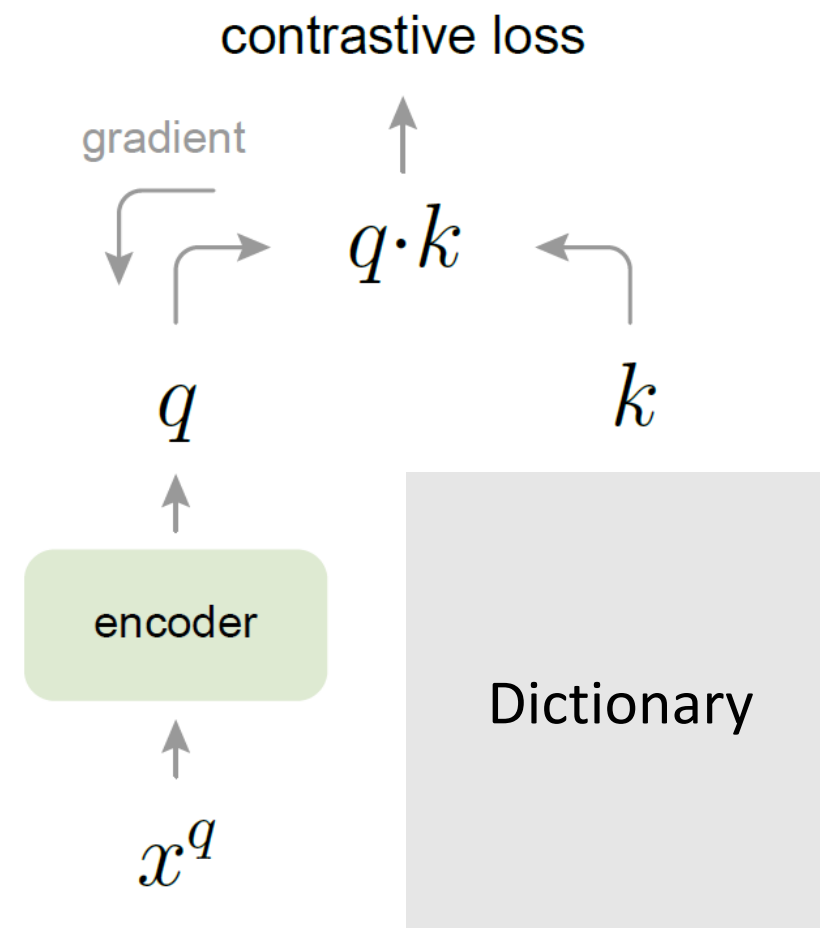 contrastive loss
gradient
q·k
q
k
encoder
Dictionary
x^q